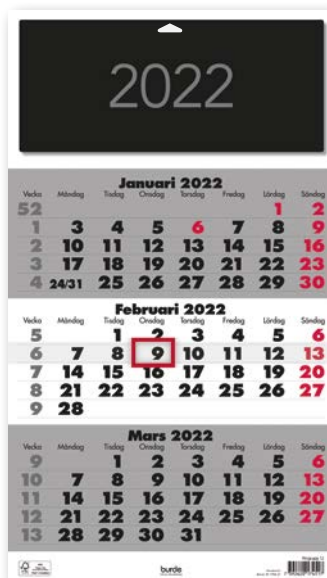 2022
Januari 2022
Vecka Måndag Tisdag Onsdag Torsdag Fredag Lördag Söndag
52 1 2
1 3 4 5 6 7 8 9
2 10 11 12 13 14 15 16
3 17 18 19 20 21 22 23
4 24/31 25 26 27 28 29 30
Februari 2022
Vecka Måndag Tisdag Onsdag Torsdag Fredag Lördag Söndag
5 1 2 3 4 5 6
6 7 8 9 10 11 12 13
7 14 15 16 17 18 19 20
8 21 22 23 24 25 26 27
9 28
Mars 2022
Vecka Måndag Tisdag Onsdag Torsdag Fredag Lördag Söndag
9 1 2 3 4 5 6
10 7 8 9 10 11 12 13
11 14 15 16 17 18 19 20
12 21 22 23 24 25 26 27
13 28 29 30 31
burde